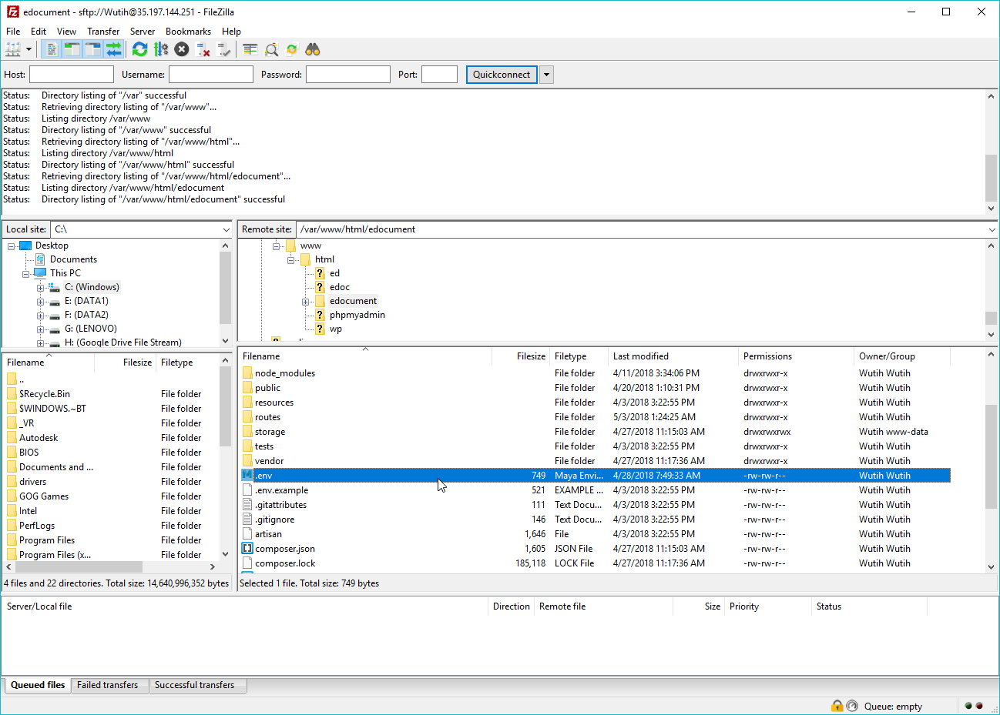 edocument - sftp://Wutih@35.197.144.251 - FileZilla
File Edit View Transfer Server Bookmarks Help
Host: Username: Password: Port: Quickconnect
Status: Directory listing of "/var" successful
Status: Retrieving directory listing of "/var/www"...
Status: Listing directory /var/www
Status: Directory listing of "/var/www" successful
Status: Retrieving directory listing of "/var/www/html"...
Status: Listing directory /var/www/html
Status: Directory listing of "/var/www/html" successful
Status: Retrieving directory listing of "/var/www/html/edocument"...
Status: Listing directory /var/www/html/edocument
Status: Directory listing of "/var/www/html/edocument" successful
Local site: C:\
Desktop
Documents
This PC
C: (Windows)
E: (DATA1)
F: (DATA2)
G: (LENOVO)
H: (Google Drive File Stream)
Filename Filesize Filetype
..
$Recycle.Bin File folder
$WINDOWS.~BT File folder
_VR File folder
Autodesk File folder
BIOS File folder
Documents and ... File folder
drivers File folder
GOG Games File folder
Intel File folder
PerfLogs File folder
Program Files File folder
Program Files (x... File folder
4 files and 22 directories. Total size: 14,640,996,352 bytes
Remote site: /var/www/html/edocument
www
html
ed
edoc
edocument
phpmyadmin
wp
Filename Filesize Filetype Last modified Permissions Owner/Group
node_modules File folder 4/11/2018 3:34:06 PM drwxrwxr-x Wutih Wutih
public File folder 4/20/2018 1:10:31 PM drwxrwxr-x Wutih Wutih
resources File folder 4/3/2018 3:22:55 PM drwxrwxr-x Wutih Wutih
routes File folder 5/3/2018 1:24:25 AM drwxrwxr-x Wutih Wutih
storage File folder 4/27/2018 11:15:03 AM drwxrwxrwx Wutih www-data
tests File folder 4/3/2018 3:22:55 PM drwxrwxr-x Wutih Wutih
vendor File folder 4/27/2018 11:17:36 AM drwxrwxr-x Wutih Wutih
.env 749 Maya Envi... 4/28/2018 7:49:33 AM -rw-rw-r-- Wutih Wutih
.env.example 521 EXAMPLE ... 4/3/2018 3:22:55 PM -rw-rw-r-- Wutih Wutih
.gitattributes 111 Text Docu... 4/3/2018 3:22:55 PM -rw-rw-r-- Wutih Wutih
.gitignore 146 Text Docu... 4/3/2018 3:22:55 PM -rw-rw-r-- Wutih Wutih
artisan 1,646 File 4/3/2018 3:22:55 PM -rw-rw-r-- Wutih Wutih
composer.json 1,605 JSON File 4/27/2018 11:15:03 AM -rw-rw-r-- Wutih Wutih
composer.lock 185,118 LOCK File 4/27/2018 11:17:36 AM -rw-rw-r-- Wutih Wutih
Selected 1 file. Total size: 749 bytes
Server/Local file Direction Remote file Size Priority Status
Queued files Failed transfers Successful transfers
Queue: empty